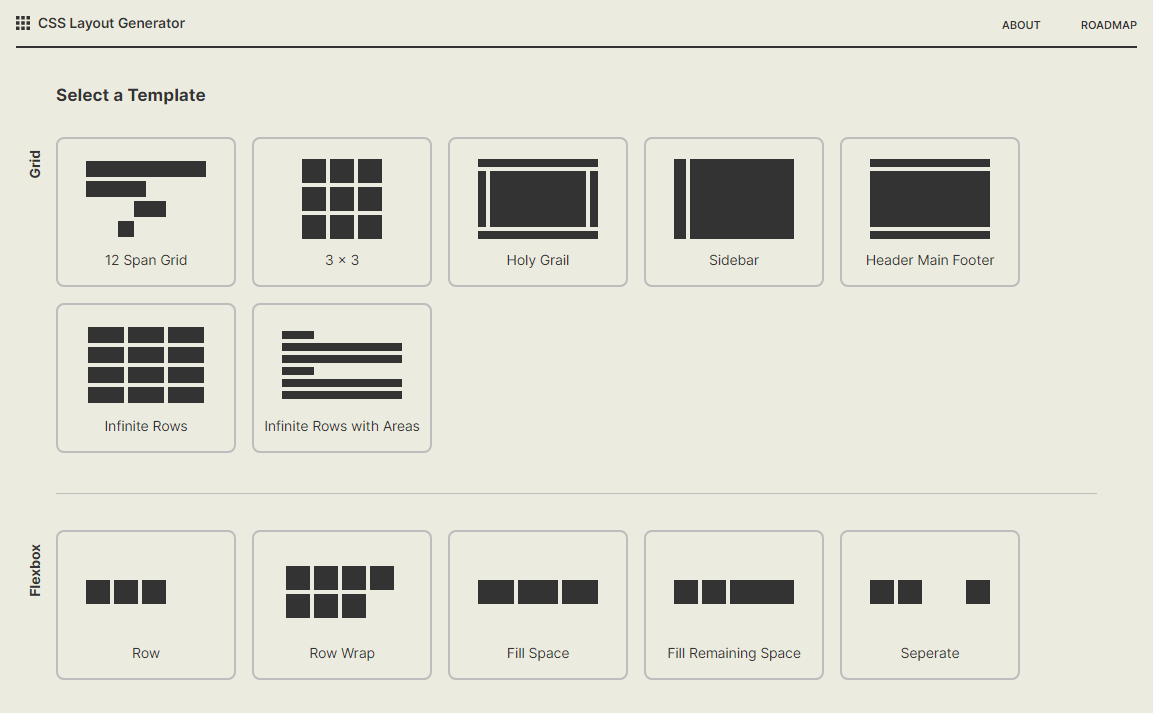 CSS Layout Generator
ABOUT
ROADMAP
Select a Template
Grid
12 Span Grid
3 × 3
Holy Grail
Sidebar
Header Main Footer
Infinite Rows
Infinite Rows with Areas
Flexbox
Row
Row Wrap
Fill Space
Fill Remaining Space
Seperate